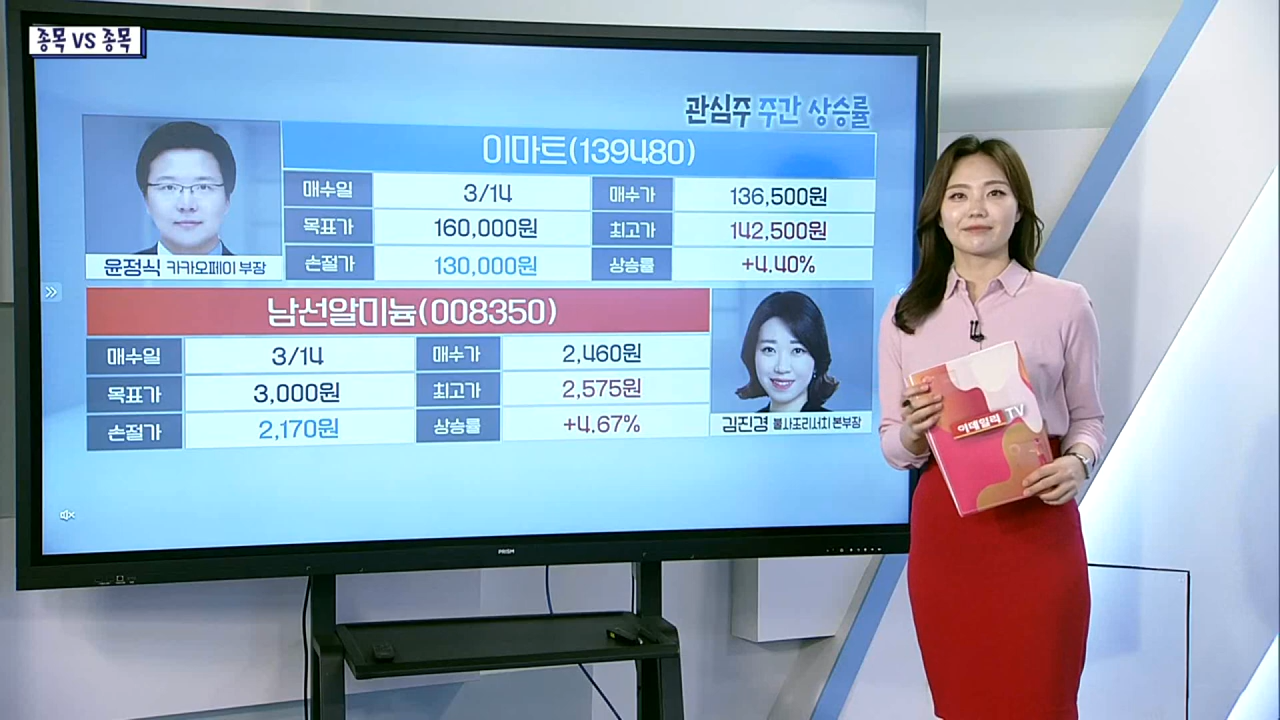 종목 VS 종목
관심주 주간 상승률
이마트(139480)
매수일 3/14 매수가 136,500원
목표가 160,000원 최고가 142,500원
손절가 130,000원 상승률 +4.40%
윤정식 카카오페이 부장
남선알미늄(008350)
매수일 3/14 매수가 2,460원
목표가 3,000원 최고가 2,575원
손절가 2,170원 상승률 +4.67%
김진경 불사조리서치 본부장
이데일리 TV
PRISM